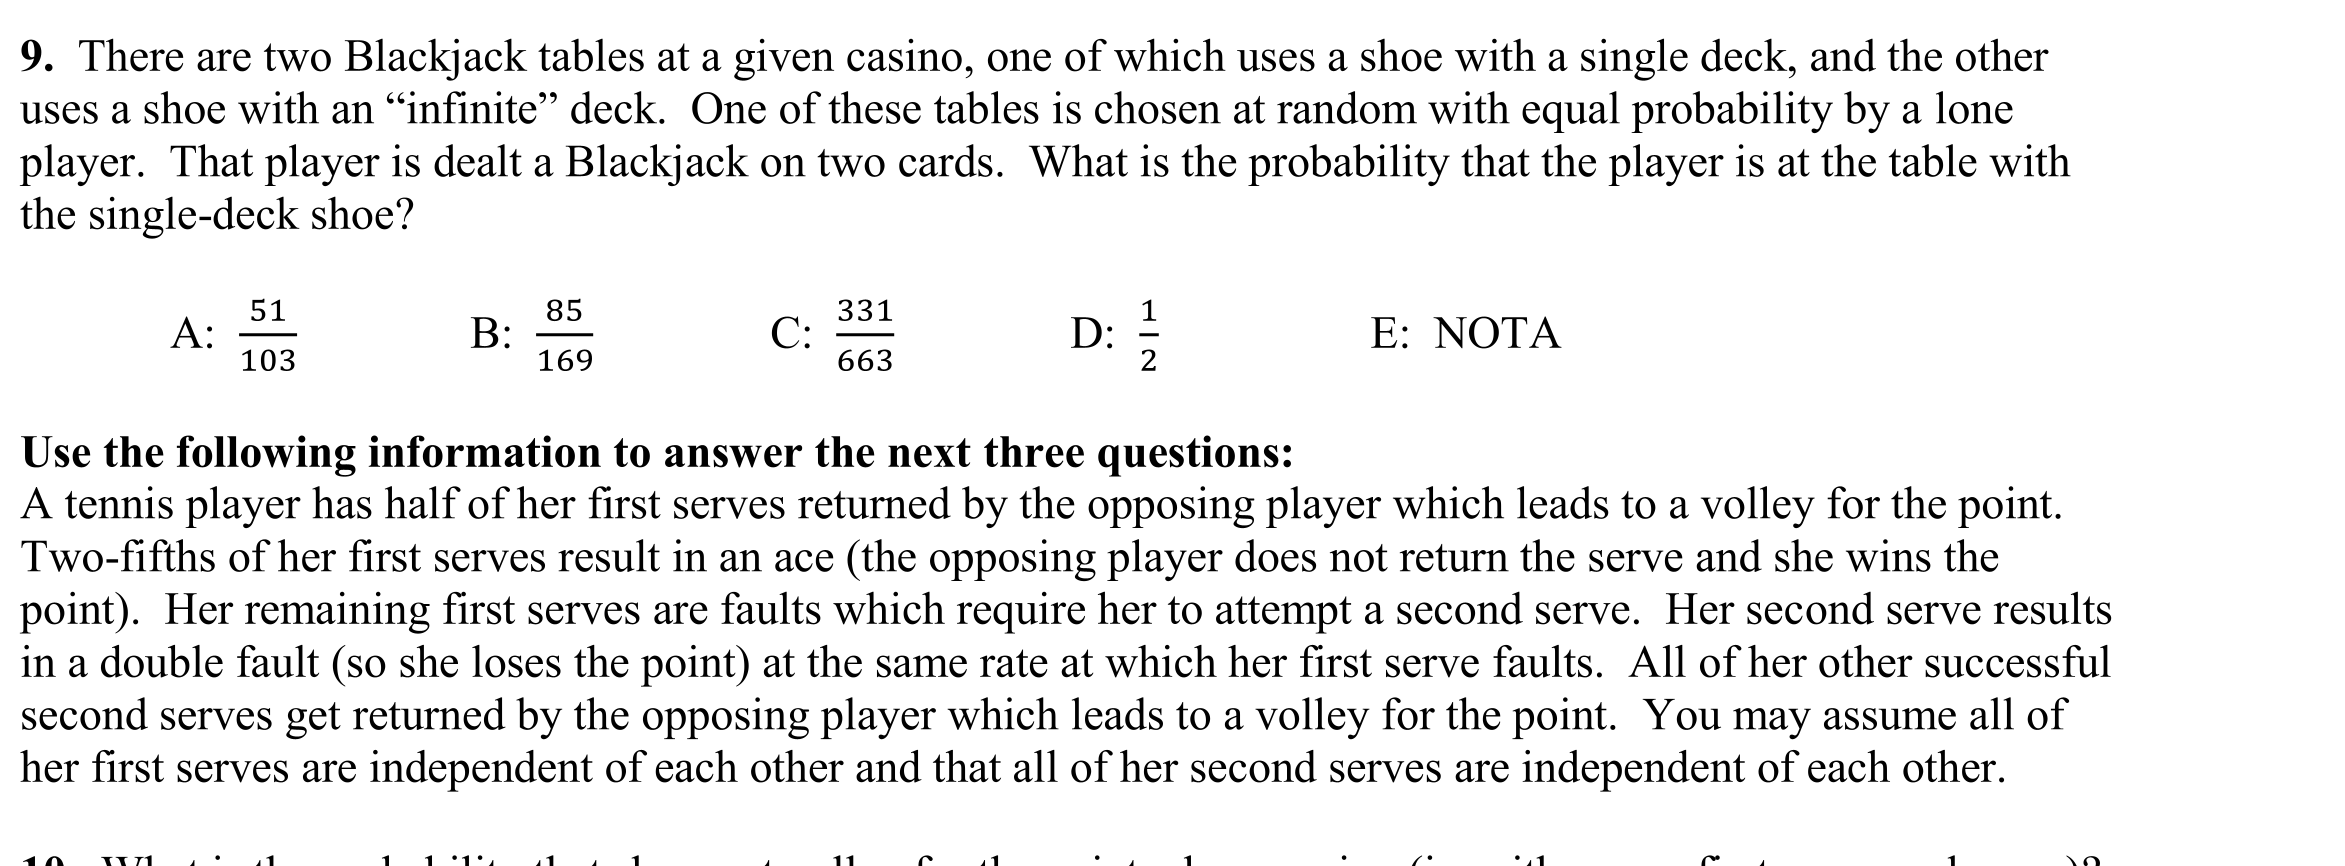 9. There are two Blackjack tables at a given casino, one of which uses a shoe with a single deck, and the other
uses a shoe with an “infinite” deck. One of these tables is chosen at random with equal probability by a lone
player. That player is dealt a Blackjack on two cards. What is the probability that the player is at the table with
the single-deck shoe?
A: 51/103 B: 85/169 C: 331/663 D: 1/2 E: NOTA
Use the following information to answer the next three questions:
A tennis player has half of her first serves returned by the opposing player which leads to a volley for the point.
Two-fifths of her first serves result in an ace (the opposing player does not return the serve and she wins the
point). Her remaining first serves are faults which require her to attempt a second serve. Her second serve results
in a double fault (so she loses the point) at the same rate at which her first serve faults. All of her other successful
second serves get returned by the opposing player which leads to a volley for the point. You may assume all of
her first serves are independent of each other and that all of her second serves are independent of each other.